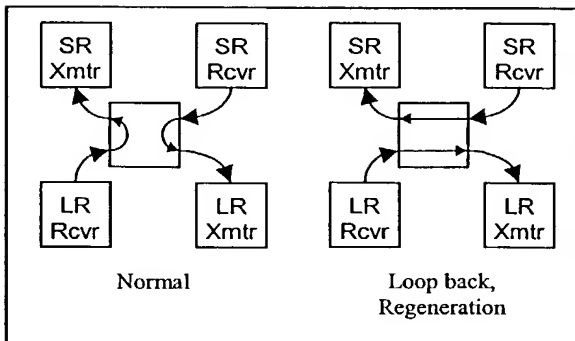 SR
Xmtr
SR
Rcvr
LR
Rcvr
LR
Xmtr
Normal
SR
Xmtr
SR
Rcvr
LR
Rcvr
LR
Xmtr
Loop back,
Regeneration